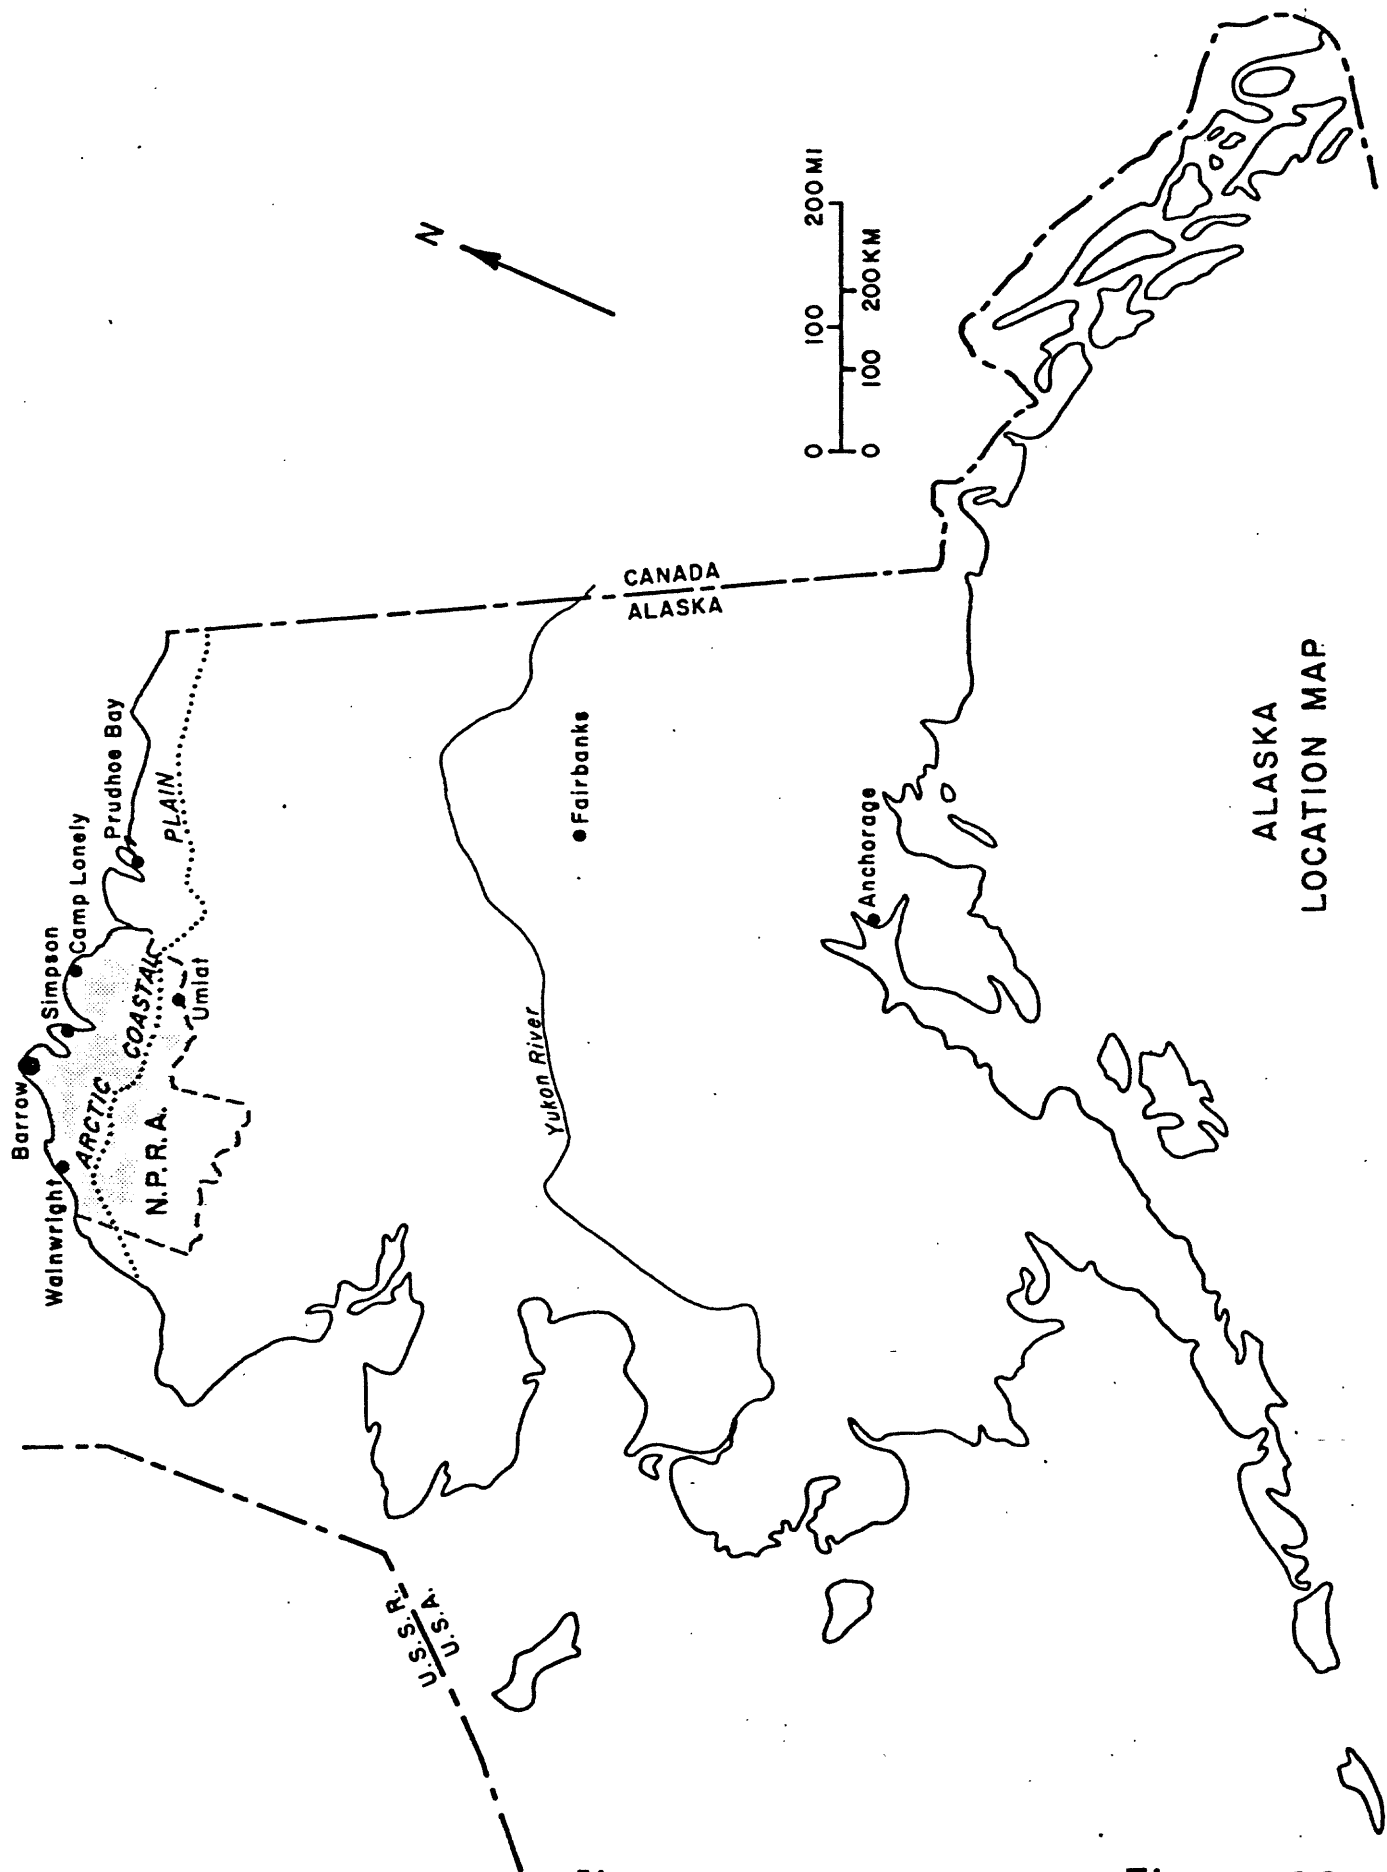 Barrow
Simpson
Camp Lonely
Prudhoe Bay
Wainwright
ARCTIC COASTAL PLAIN
N.P.R.A.
Umiat
N
U.S.S.R.
U.S.A.
Yukon River
Fairbanks
CANADA
ALASKA
Anchorage
0 100 200 MI
0 100 200 KM
ALASKA
LOCATION MAP